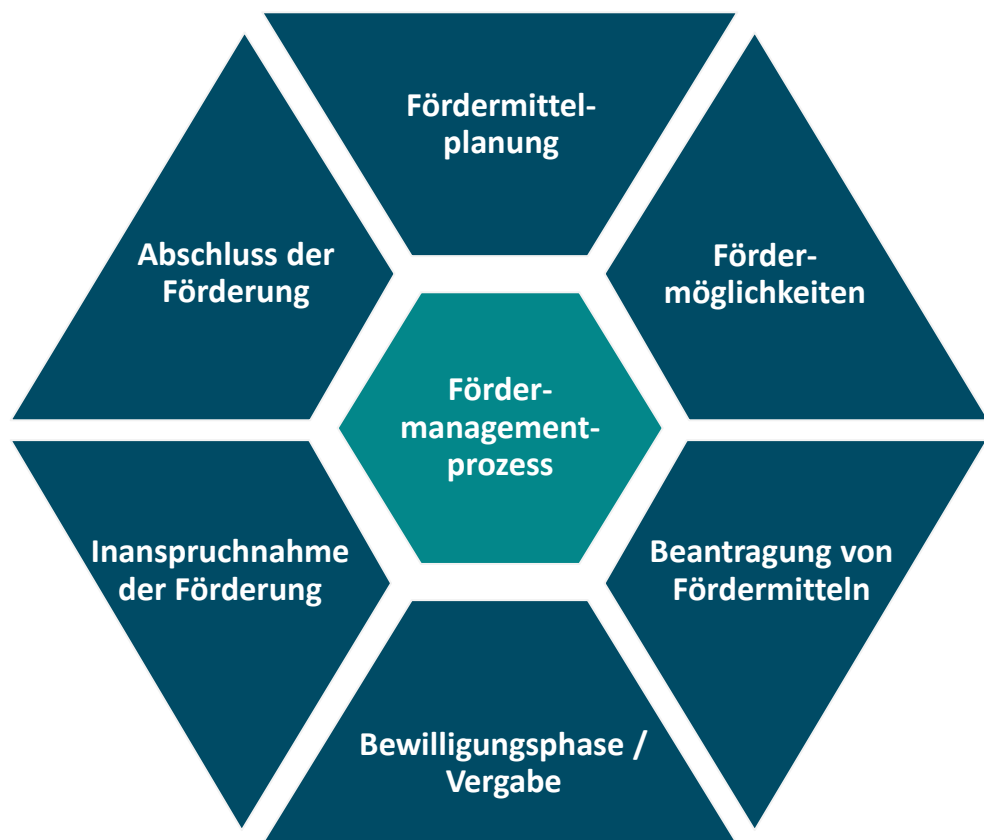 Fördermittel-
planung
Abschluss der
Förderung
Förder-
möglichkeiten
Förder-
management-
prozess
Inanspruchnahme
der Förderung
Beantragung von
Fördermitteln
Bewilligungsphase /
Vergabe